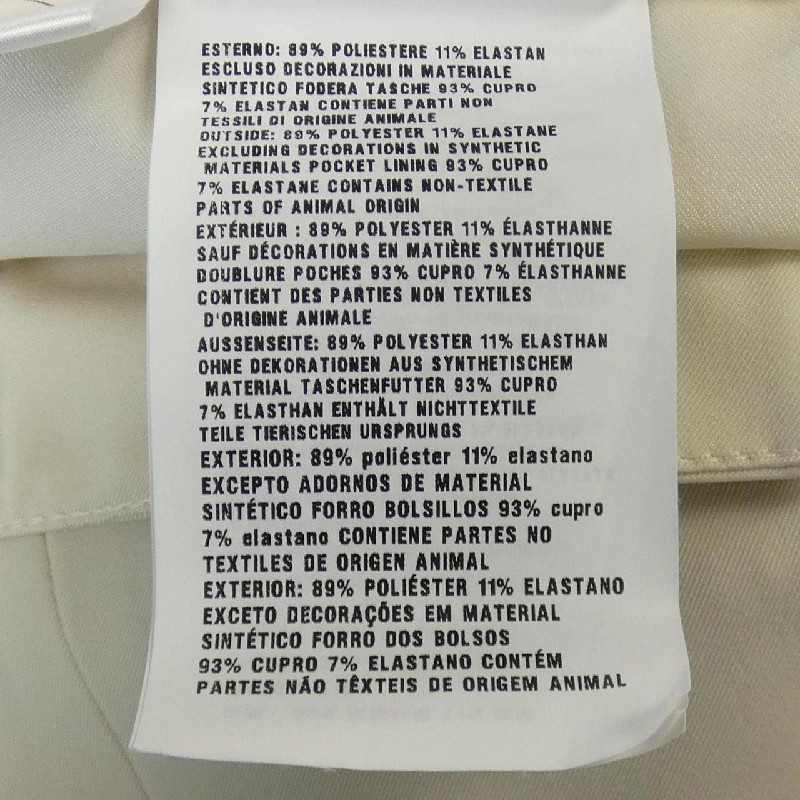 ESTERNO: 89% POLIESTERE 11% ELASTAN
ESCLUSO DECORAZIONI IN MATERIALE
SINTETICO FODERA TASCHE 93% CUPRO
7% ELASTAN CONTIENE PARTI NON
TESSILI DI ORIGINE ANIMALE
OUTSIDE: 89% POLYESTER 11% ELASTANE
EXCLUDING DECORATIONS IN SYNTHETIC
MATERIALS POCKET LINING 93% CUPRO
7% ELASTANE CONTAINS NON-TEXTILE
PARTS OF ANIMAL ORIGIN
EXTÉRIEUR : 89% POLYESTER 11% ÉLASTHANNE
SAUF DÉCORATIONS EN MATIÈRE SYNTHÉTIQUE
DOUBLURE POCHES 93% CUPRO 7% ÉLASTHANNE
CONTIENT DES PARTIES NON TEXTILES
D'ORIGINE ANIMALE
AUSSENSEITE: 89% POLYESTER 11% ELASTHAN
OHNE DEKORATIONEN AUS SYNTHETISCHEM
MATERIAL TASCHENFUTTER 93% CUPRO
7% ELASTHAN ENTHÄLT NICHTTEXTILE
TEILE TIERISCHEN URSPRUNGS
EXTERIOR: 89% poliéster 11% elastano
EXCEPTO ADORNOS DE MATERIAL
SINTÉTICO FORRO BOLSILLOS 93% cupro
7% elastano CONTIENE PARTES NO
TEXTILES DE ORIGEN ANIMAL
EXTERIOR: 89% POLIÉSTER 11% ELASTANO
EXCETO DECORAÇÕES EM MATERIAL
SINTÉTICO FORRO DOS BOLSOS
93% CUPRO 7% ELASTANO CONTÉM
PARTES NÃO TÊXTEIS DE ORIGEM ANIMAL